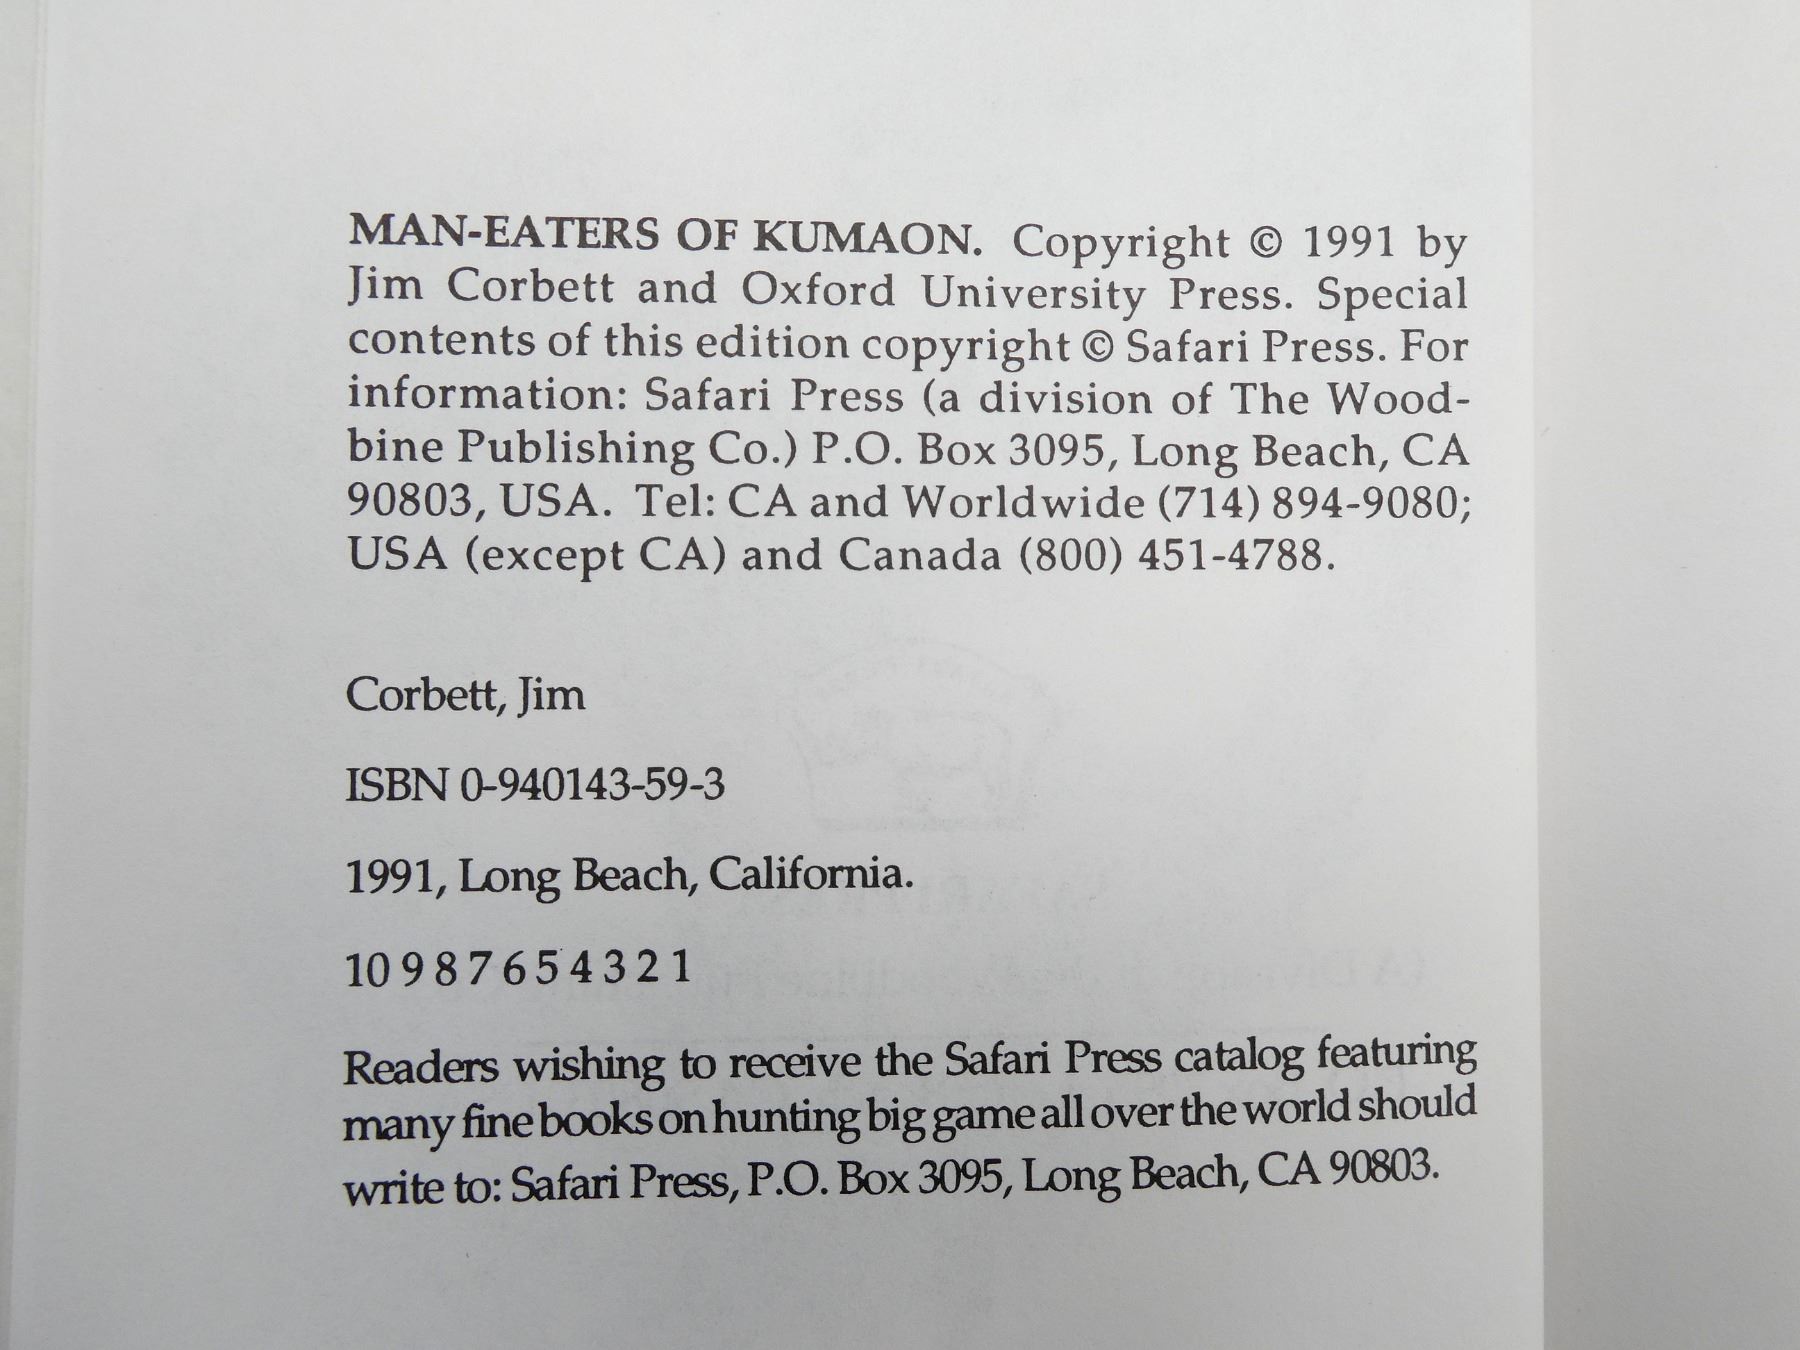 MAN-EATERS OF KUMAON. Copyright © 1991 by
Jim Corbett and Oxford University Press. Special
contents of this edition copyright © Safari Press. For
information: Safari Press (a division of The Wood-
bine Publishing Co.) P.O. Box 3095, Long Beach, CA
90803, USA. Tel: CA and Worldwide (714) 894-9080;
USA (except CA) and Canada (800) 451-4788.
Corbett, Jim
ISBN 0-940143-59-3
1991, Long Beach, California.
10 9 8 7 6 5 4 3 2 1
Readers wishing to receive the Safari Press catalog featuring
many fine books on hunting big game all over the world should
write to: Safari Press, P.O. Box 3095, Long Beach, CA 90803.